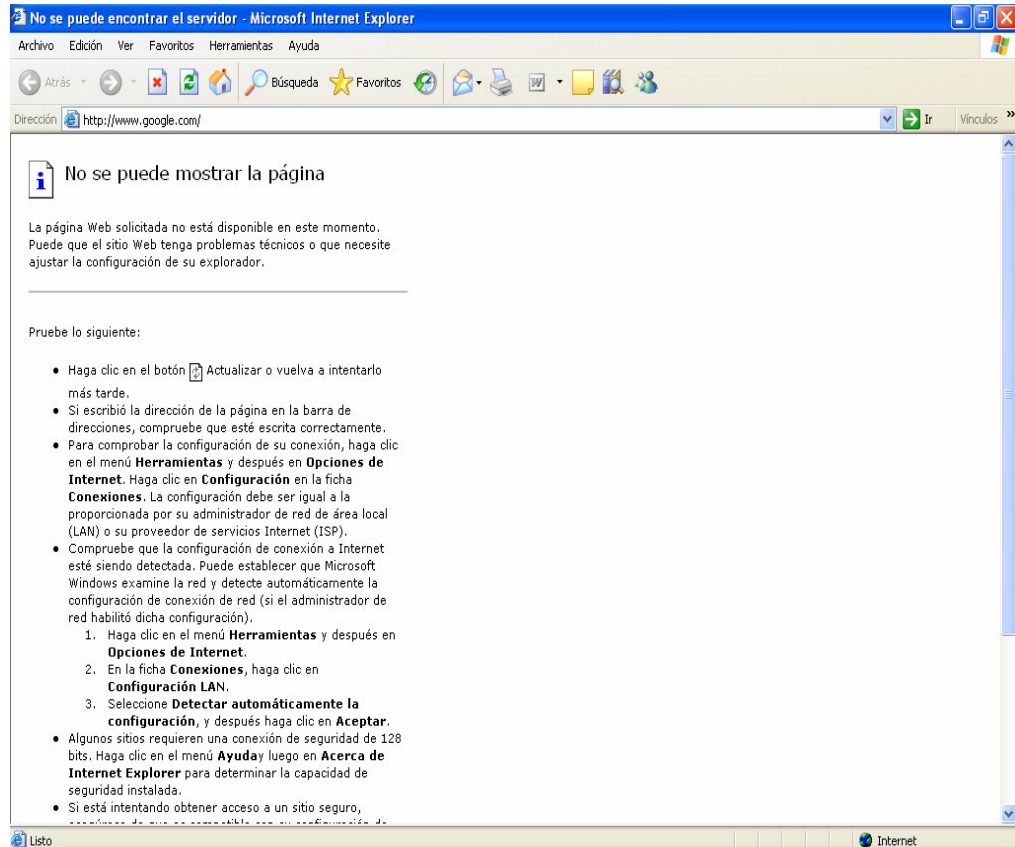 No se puede encontrar el servidor - Microsoft Internet Explorer
Archivo Edición Ver Favoritos Herramientas Ayuda
Atrás Búsqueda Favoritos W
Dirección http://www.google.com/ Ir Vínculos »
No se puede mostrar la página
La página Web solicitada no está disponible en este momento.
Puede que el sitio Web tenga problemas técnicos o que necesite
ajustar la configuración de su explorador.
Pruebe lo siguiente:
• Haga clic en el botón Actualizar o vuelva a intentarlo
más tarde.
• Si escribió la dirección de la página en la barra de
direcciones, compruebe que esté escrita correctamente.
• Para comprobar la configuración de su conexión, haga clic
en el menú Herramientas y después en Opciones de
Internet. Haga clic en Configuración en la ficha
Conexiones. La configuración debe ser igual a la
proporcionada por su administrador de red de área local
(LAN) o su proveedor de servicios Internet (ISP).
• Compruebe que la configuración de conexión a Internet
esté siendo detectada. Puede establecer que Microsoft
Windows examine la red y detecte automáticamente la
configuración de conexión de red (si el administrador de
red habilitó dicha configuración).
1. Haga clic en el menú Herramientas y después en
Opciones de Internet.
2. En la ficha Conexiones, haga clic en
Configuración LAN.
3. Seleccione Detectar automáticamente la
configuración, y después haga clic en Aceptar.
• Algunos sitios requieren una conexión de seguridad de 128
bits. Haga clic en el menú Ayuday luego en Acerca de
Internet Explorer para determinar la capacidad de
seguridad instalada.
• Si está intentando obtener acceso a un sitio seguro,
Listo Internet